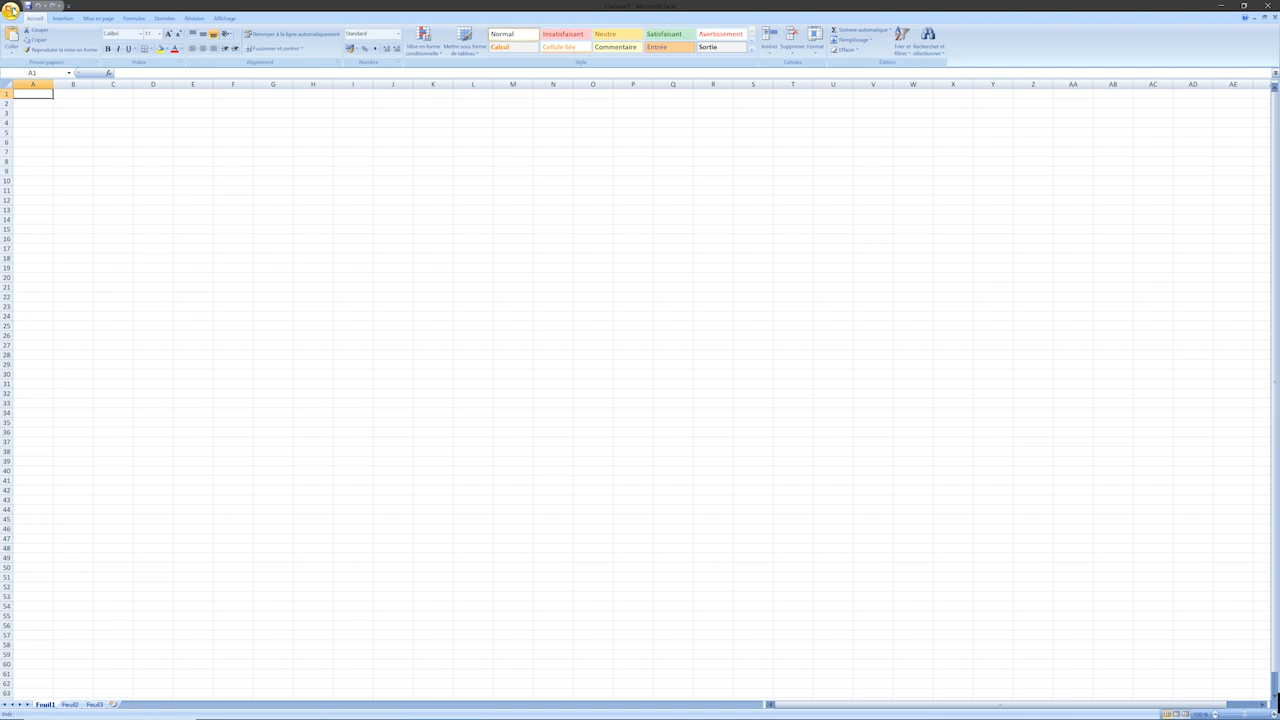 Classeur1 - Microsoft Excel
Accueil Insertion Mise en page Formules Données Révision Affichage
Coller
Couper
Copier
Reproduire la mise en forme
Presse-papiers
Calibri 11
Police
Renvoyer à la ligne automatiquement
Fusionner et centrer
Alignement
Standard
Nombre
Mise en forme conditionnelle
Mettre sous forme de tableau
Normal Insatisfaisant Neutre Satisfaisant Avertissement
Calcul Cellule liée Commentaire Entrée Sortie
Style
Insérer Supprimer Format
Cellules
Somme automatique
Remplissage
Effacer
Trier et filtrer
Rechercher et sélectionner
Édition
A1
A B C D E F G H I J K L M N O P Q R S T U V W X Y Z AA AB AC AD AE
1
2
3
4
5
6
7
8
9
10
11
12
13
14
15
16
17
18
19
20
21
22
23
24
25
26
27
28
29
30
31
32
33
34
35
36
37
38
39
40
41
42
43
44
45
46
47
48
49
50
51
52
53
54
55
56
57
58
59
60
61
62
63
Feuil1 Feuil2 Feuil3
Prêt
100 %